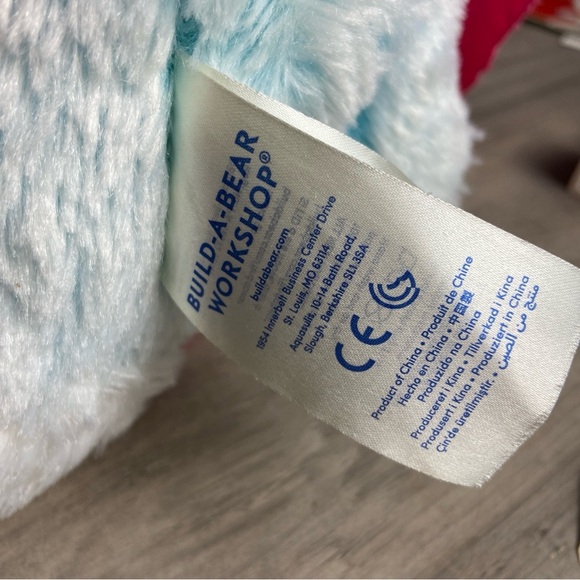 BUILD-A-BEAR
WORKSHOP®
buildabear.com
1954 Innerbelt Business Center Drive
St. Louis, MO 63114
Aquasulis, 10-14 Bath Road,
Slough, Berkshire SL1 3SA
CE
Product of China • Produit de Chine
Hecho en China • 中国製
Produzido na China
Produceret i Kina • Tillverkad i Kina
Produsert i Kina • Produziert in China
Çin'de üretilmiştir. • منتج من الصين